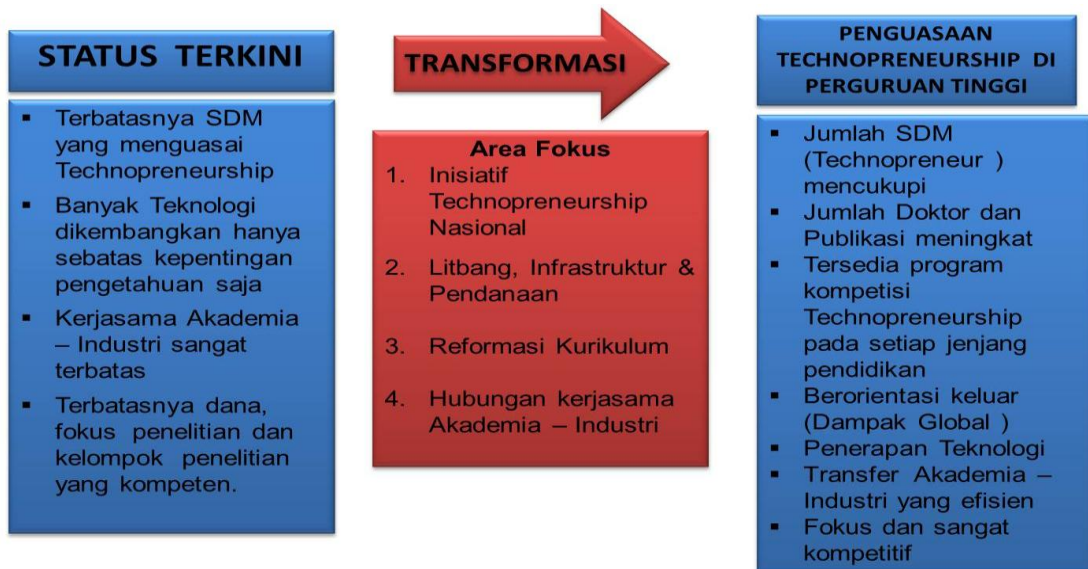 STATUS TERKINI
▪ Terbatasnya SDM
yang menguasai
Technopreneurship
▪ Banyak Teknologi
dikembangkan hanya
sebatas kepentingan
pengetahuan saja
▪ Kerjasama Akademia
– Industri sangat
terbatas
▪ Terbatasnya dana,
fokus penelitian dan
kelompok penelitian
yang kompeten.
TRANSFORMASI
Area Fokus
1. Inisiatif
Technopreneurship
Nasional
2. Litbang, Infrastruktur &
Pendanaan
3. Reformasi Kurikulum
4. Hubungan kerjasama
Akademia – Industri
PENGUASAAN
TECHNOPRENEURSHIP DI
PERGURUAN TINGGI
▪ Jumlah SDM
(Technopreneur )
mencukupi
▪ Jumlah Doktor dan
Publikasi meningkat
▪ Tersedia program
kompetisi
Technopreneurship
pada setiap jenjang
pendidikan
▪ Berorientasi keluar
(Dampak Global )
▪ Penerapan Teknologi
▪ Transfer Akademia –
Industri yang efisien
▪ Fokus dan sangat
kompetitif